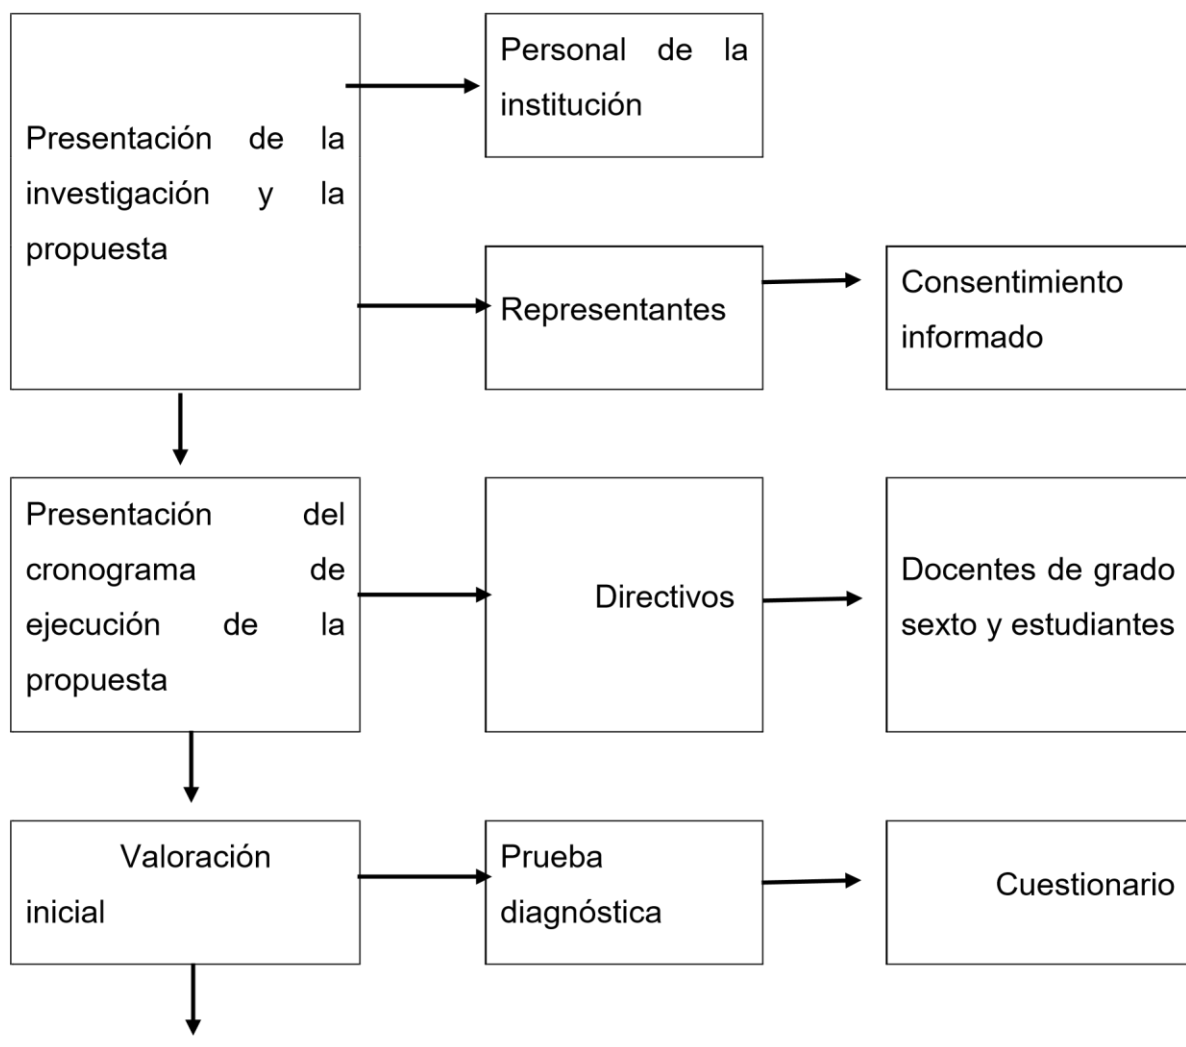 Personal de la
institución
Presentación de la
investigación y la
propuesta
Representantes
Consentimiento
informado
Presentación del
cronograma de
ejecución de la
propuesta
Directivos
Docentes de grado
sexto y estudiantes
Valoración
inicial
Prueba
diagnóstica
Cuestionario